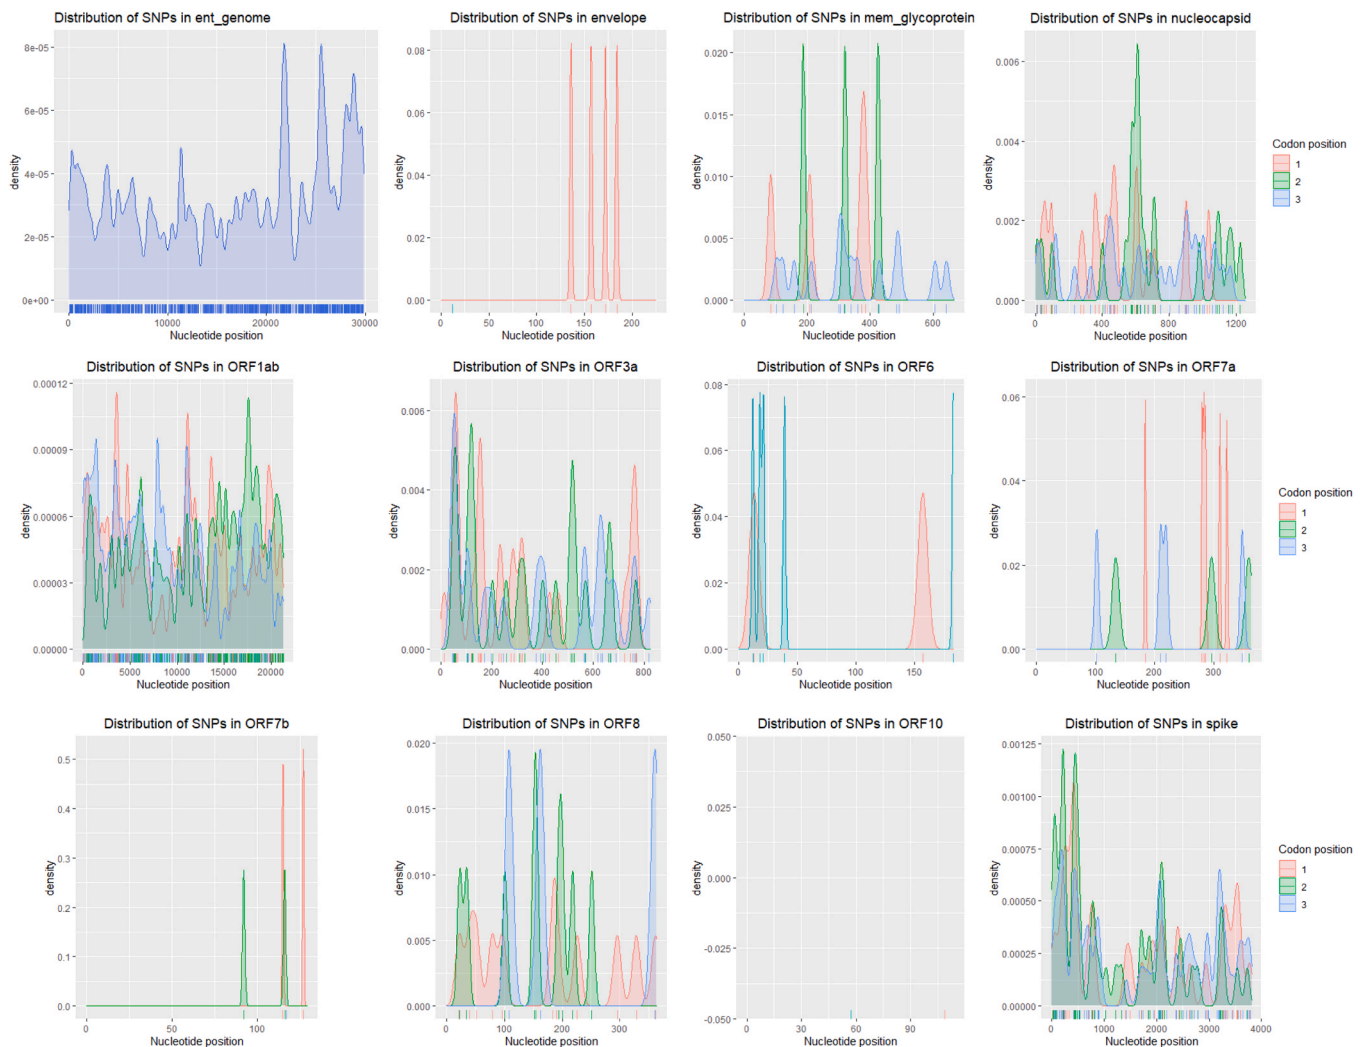 Distribution of SNPs in ent_genome
density
8e-05
6e-05
4e-05
2e-05
0e+00
0 10000 20000 30000
Nucleotide position
Distribution of SNPs in envelope
density
0.08
0.06
0.04
0.02
0.00
0 50 100 150 200
Nucleotide position
Distribution of SNPs in mem_glycoprotein
density
0.020
0.015
0.010
0.005
0.000
0 200 400 600
Nucleotide position
Distribution of SNPs in nucleocapsid
density
0.006
0.004
0.002
0.000
0 400 800 1200
Nucleotide position
Codon position
1
2
3
Distribution of SNPs in ORF1ab
density
0.00012
0.00009
0.00006
0.00003
0.00000
0 5000 10000 15000 20000
Nucleotide position
Distribution of SNPs in ORF3a
density
0.006
0.004
0.002
0.000
0 200 400 600 800
Nucleotide position
Distribution of SNPs in ORF6
density
0.08
0.06
0.04
0.02
0.00
0 50 100 150
Nucleotide position
Distribution of SNPs in ORF7a
density
0.06
0.04
0.02
0.00
0 100 200 300
Nucleotide position
Codon position
1
2
3
Distribution of SNPs in ORF7b
density
0.5
0.4
0.3
0.2
0.1
0.0
0 50 100
Nucleotide position
Distribution of SNPs in ORF8
density
0.020
0.015
0.010
0.005
0.000
0 100 200 300
Nucleotide position
Distribution of SNPs in ORF10
density
0.050
0.025
0.000
-0.025
-0.050
0 30 60 90
Nucleotide position
Distribution of SNPs in spike
density
0.00125
0.00100
0.00075
0.00050
0.00025
0.00000
0 1000 2000 3000 4000
Nucleotide position
Codon position
1
2
3